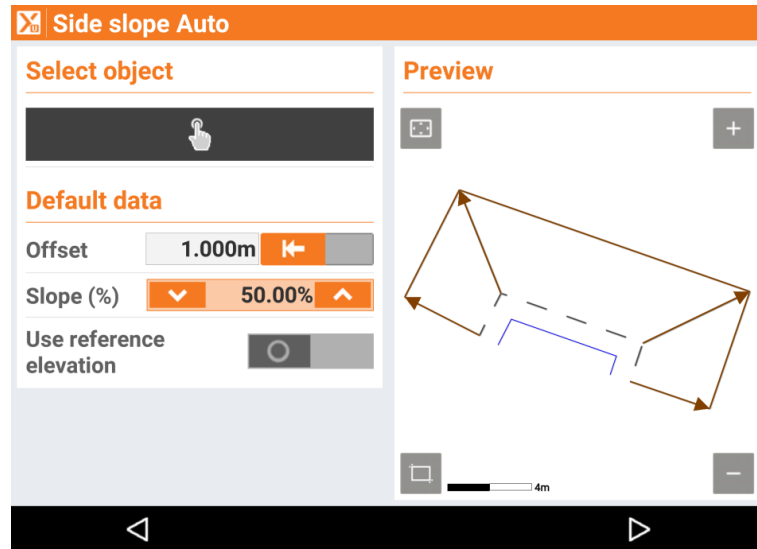 Side slope Auto
Select object
Preview
Default data
Offset 1.000m
Slope (%) 50.00%
Use reference
elevation
4m